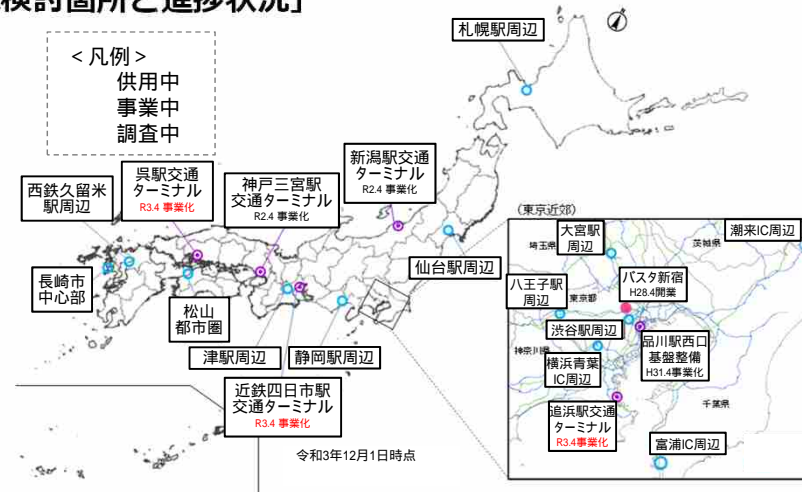 検討箇所と進捗状況］
＜凡例＞
供用中
事業中
調査中
札幌駅周辺
新潟駅交通
ターミナル
R2.4 事業化
呉駅交通
ターミナル
R3.4 事業化
神戸三宮駅
交通ターミナル
R2.4 事業化
西鉄久留米
駅周辺
長崎市
中心部
松山
都市圏
津駅周辺
静岡駅周辺
仙台駅周辺
近鉄四日市駅
交通ターミナル
R3.4 事業化
令和3年12月1日時点
(東京近郊)
大宮駅
周辺
埼玉県
茨城県
潮来IC周辺
八王子駅
周辺
東京都
バスタ新宿
H28.4開業
渋谷駅周辺
品川駅西口
基盤整備
H31.4事業化
神奈川県
横浜青葉
IC周辺
千葉県
追浜駅交通
ターミナル
R3.4事業化
富浦IC周辺